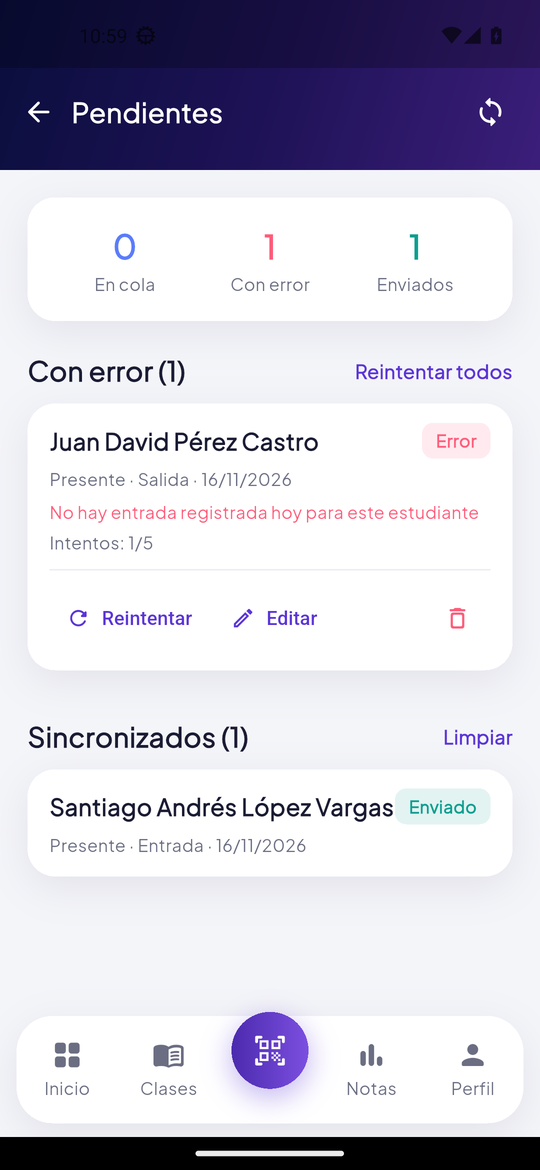 10:59
Pendientes
0
En cola
1
Con error
1
Enviados
Con error (1)
Reintentar todos
Juan David Pérez Castro
Error
Presente · Salida · 16/11/2026
No hay entrada registrada hoy para este estudiante
Intentos: 1/5
Reintentar
Editar
Sincronizados (1)
Limpiar
Santiago Andrés López Vargas
Enviado
Presente · Entrada · 16/11/2026
Inicio
Clases
Notas
Perfil